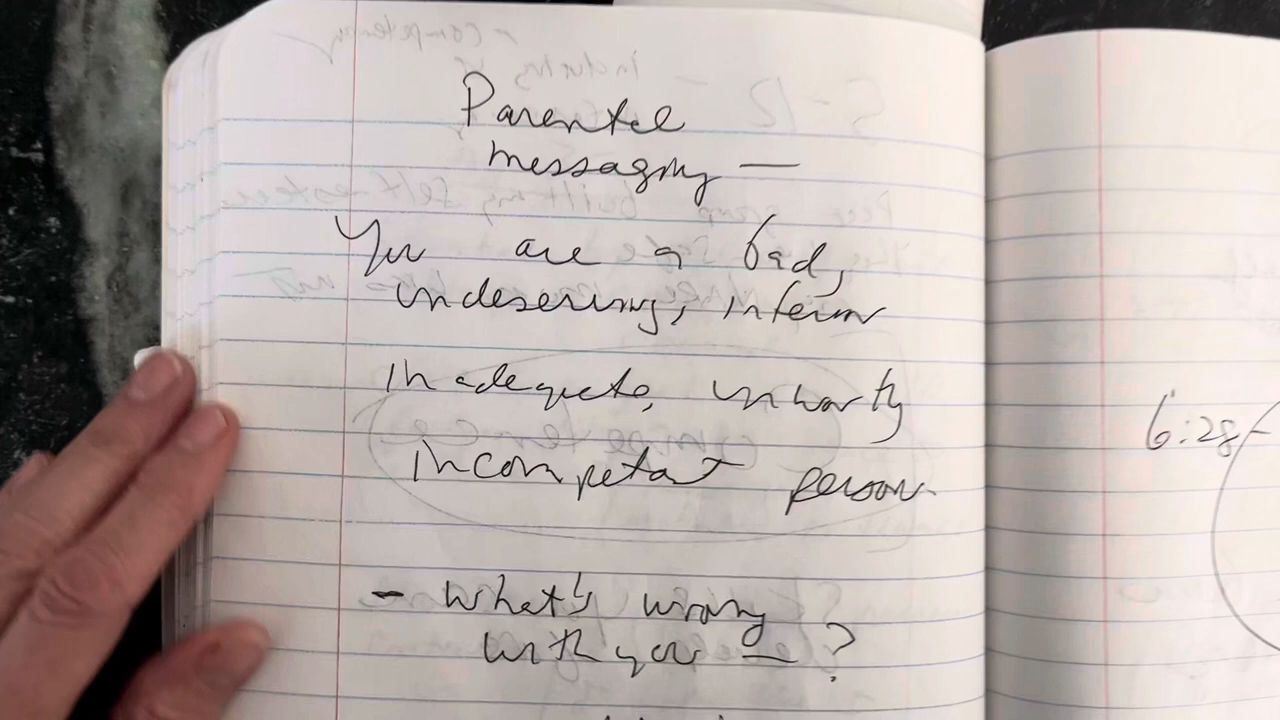 Parental
messaging —
You are a bad,
undeserving, inferior
inadequate, unworthy
incompetent person.
- What's wrong
with you — ?
6:28